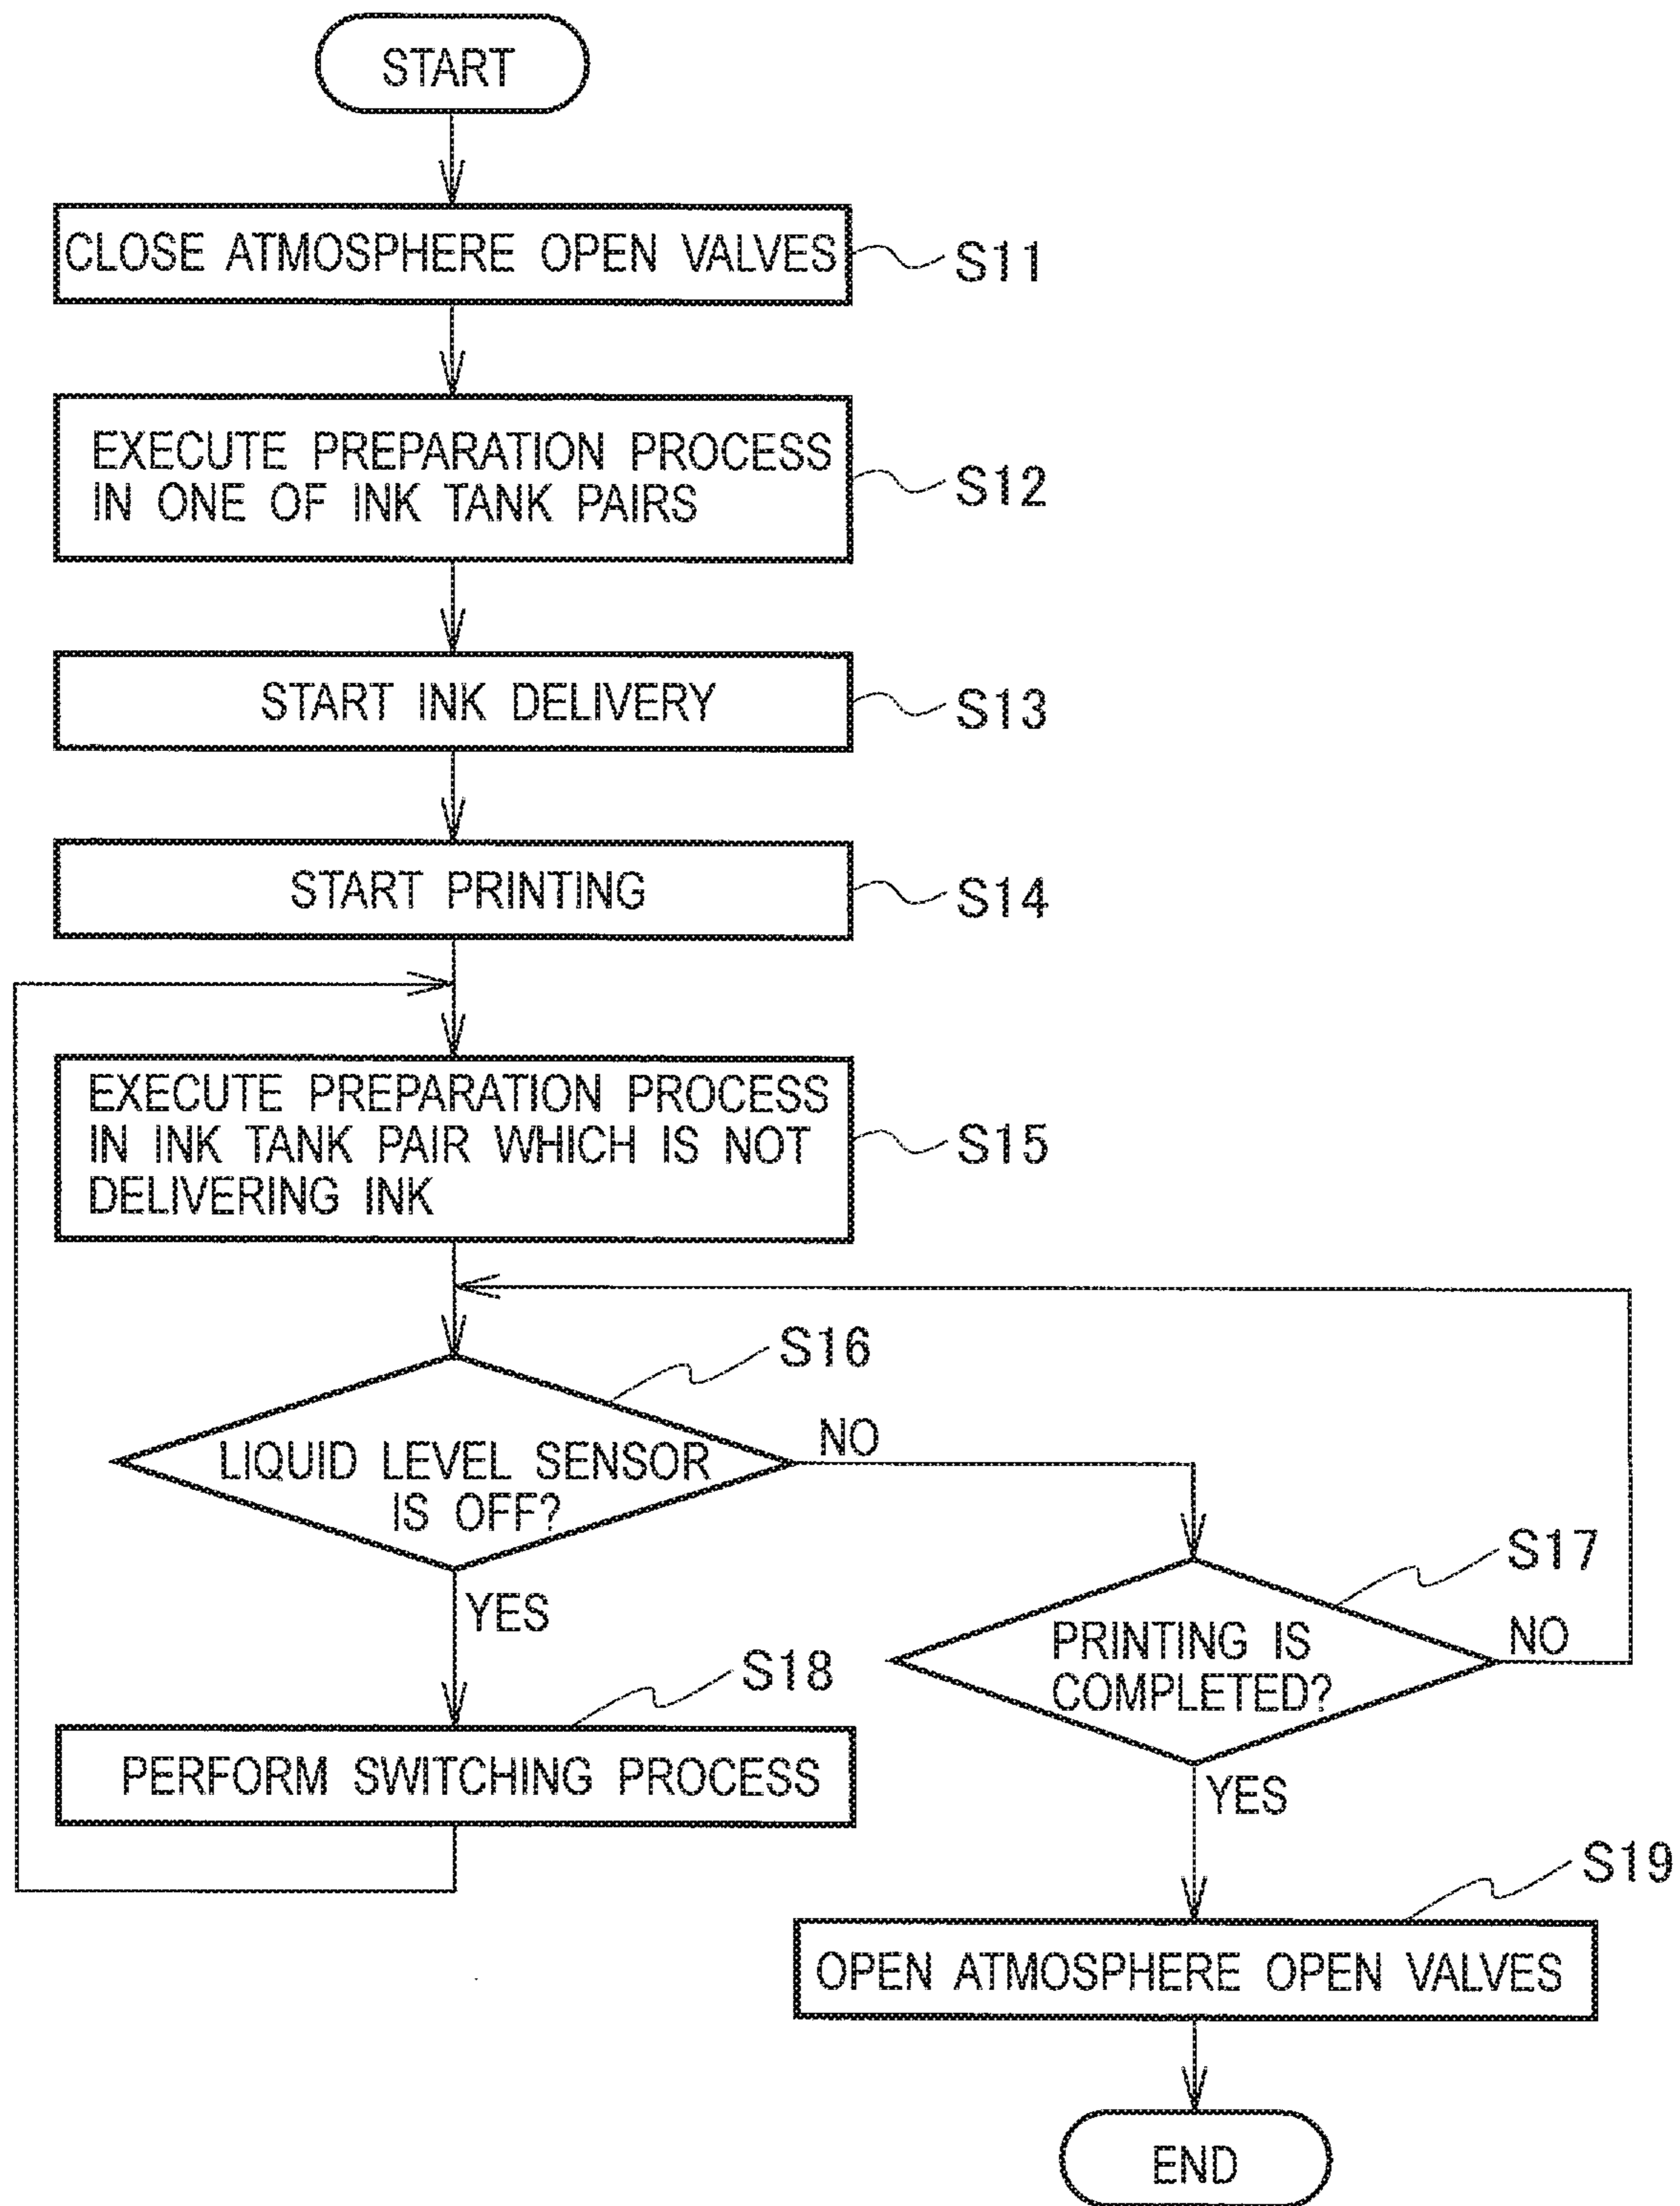 START
CLOSE ATMOSPHERE OPEN VALVES
S11
EXECUTE PREPARATION PROCESS
IN ONE OF INK TANK PAIRS
S12
START INK DELIVERY
S13
START PRINTING
S14
EXECUTE PREPARATION PROCESS
IN INK TANK PAIR WHICH IS NOT
DELIVERING INK
S15
S16
LIQUID LEVEL SENSOR
IS OFF?
NO
YES
S17
PRINTING IS
COMPLETED?
NO
YES
S18
PERFORM SWITCHING PROCESS
S19
OPEN ATMOSPHERE OPEN VALVES
END